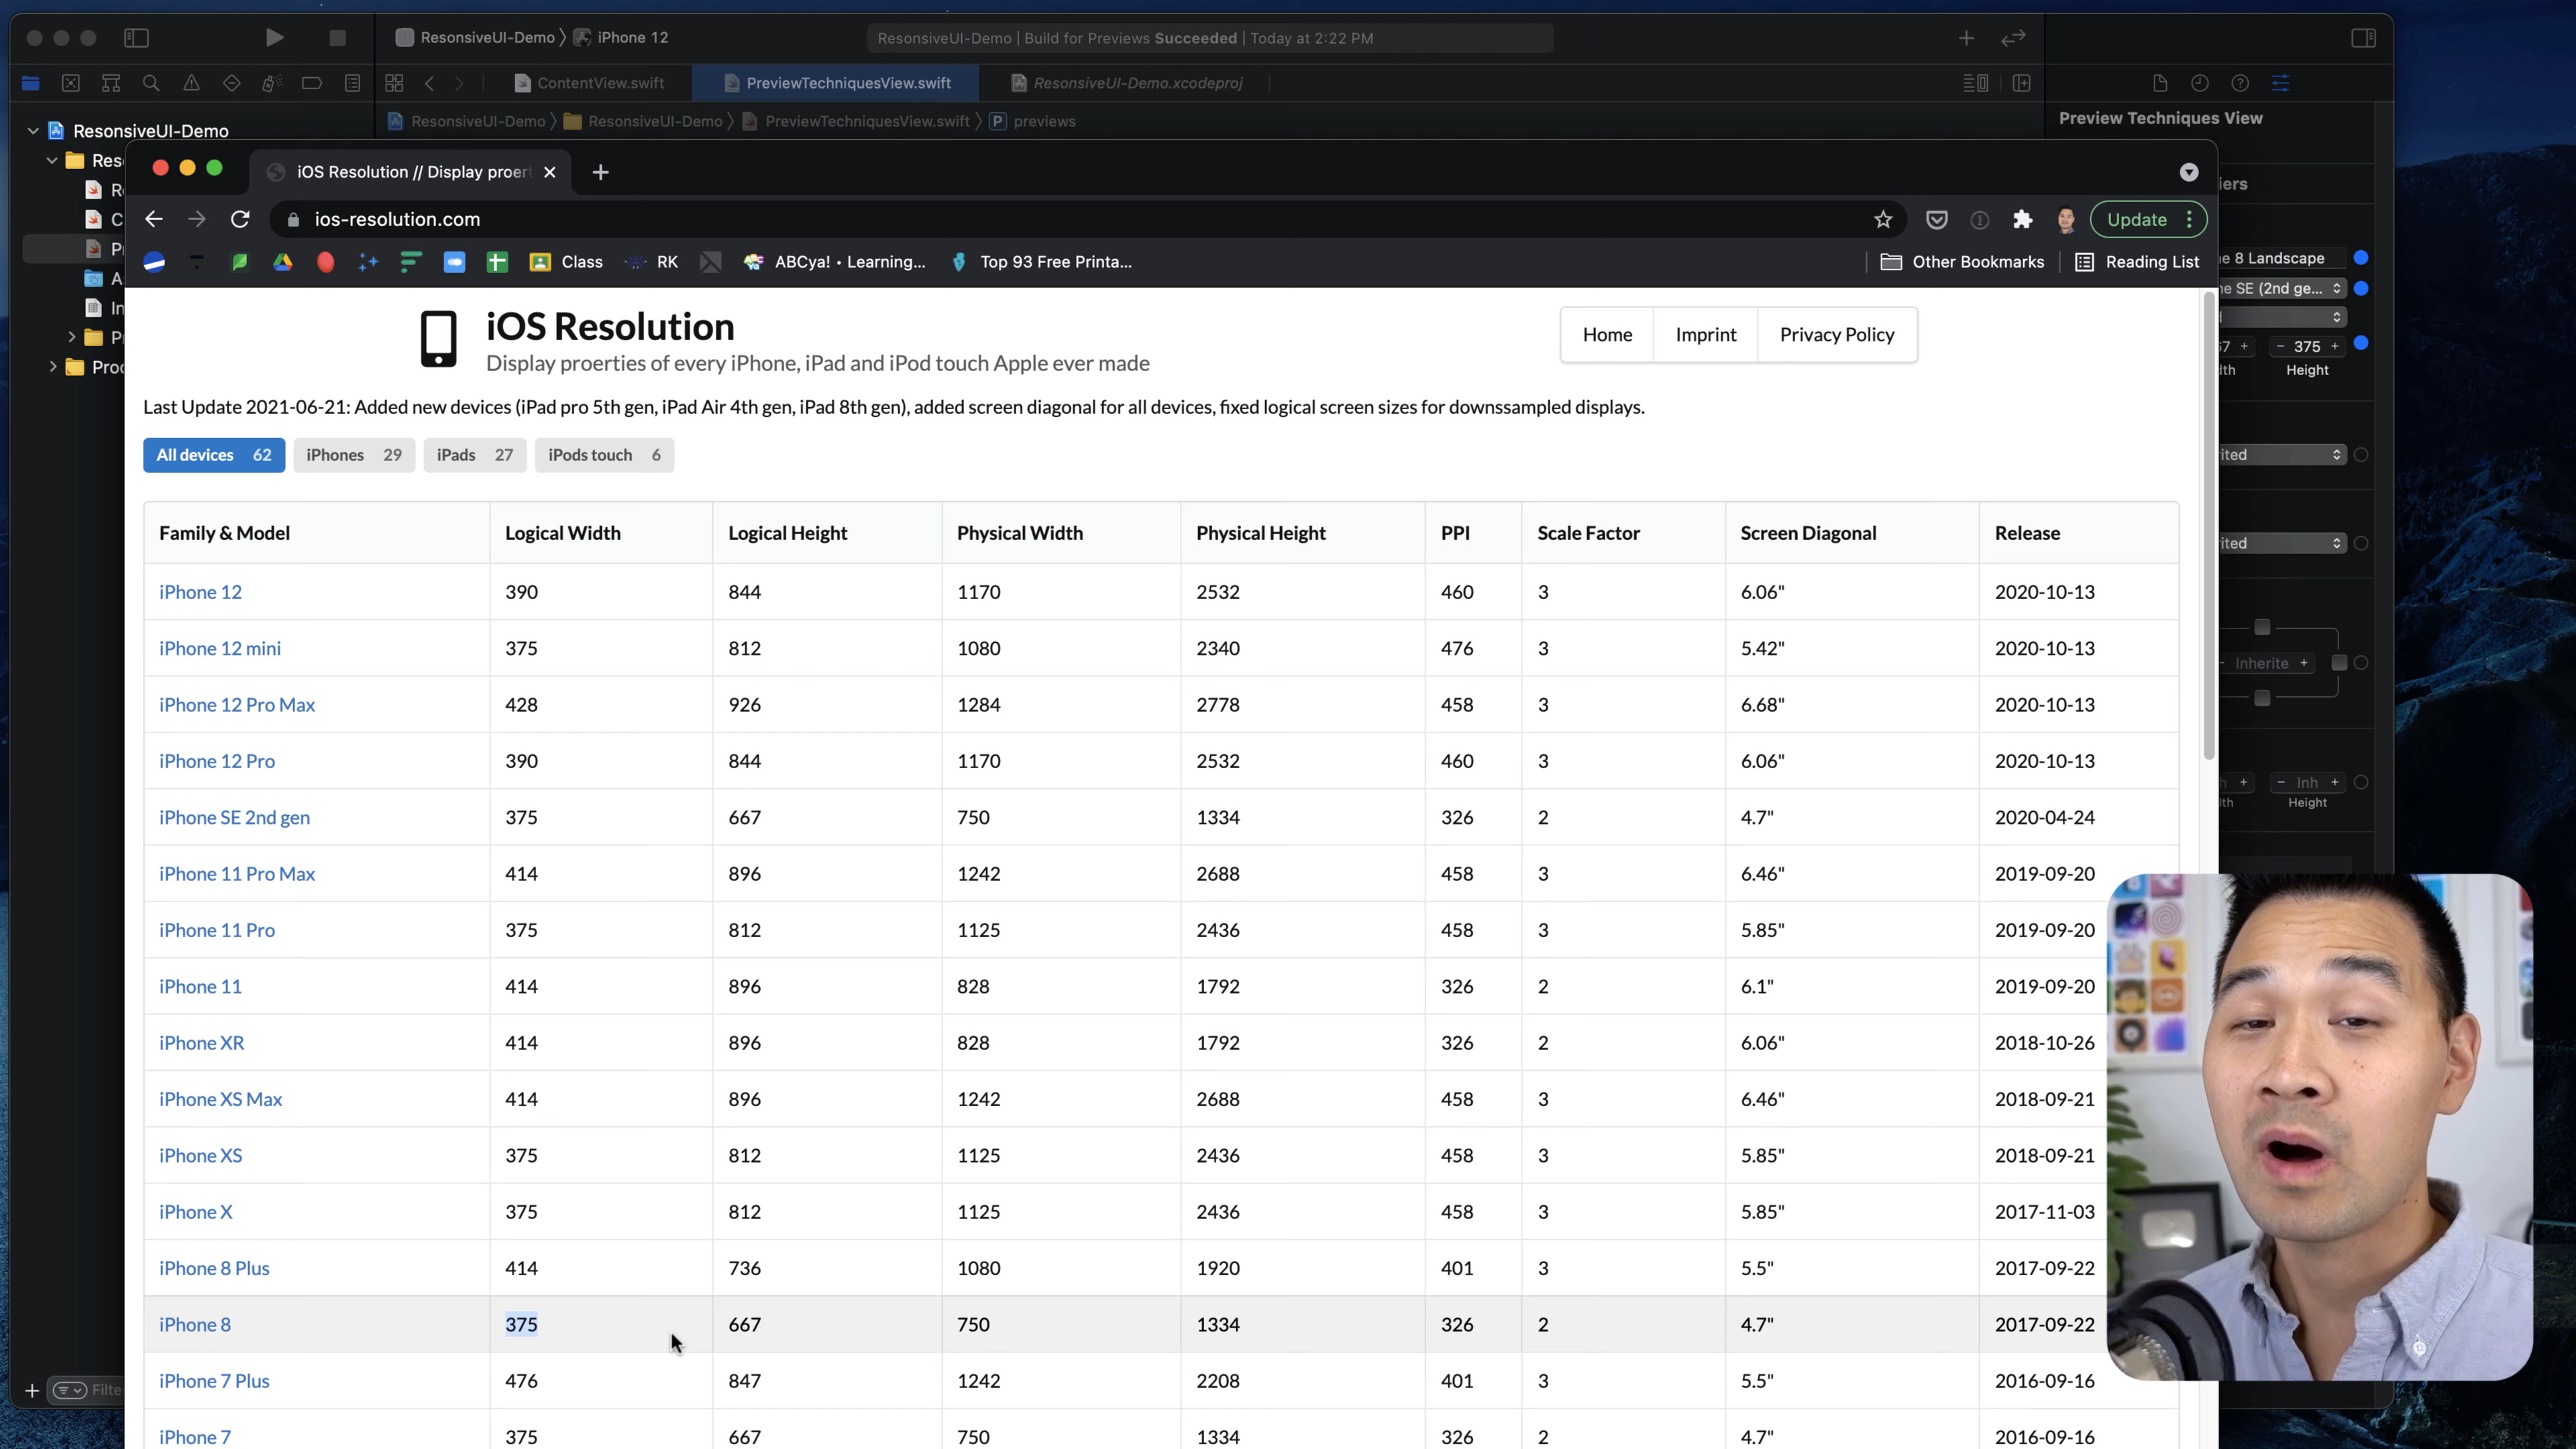 ResonsiveUI-Demo 〉 iPhone 12
ResonsiveUI-Demo | Build for Previews Succeeded | Today at 2:22 PM
ContentView.swift
PreviewTechniquesView.swift
ResonsiveUI-Demo.xcodeproj
ResonsiveUI-Demo
ResonsiveUI-Demo 〉 ResonsiveUI-Demo 〉 PreviewTechniquesView.swift 〉 P previews
Preview Techniques View
iOS Resolution // Display proer
ios-resolution.com
Update
Class
RK
ABCya! • Learning...
Top 93 Free Printa...
Other Bookmarks
Reading List
e 8 Landscape
e SE (2nd ge...
375
Height
iOS Resolution
Display proerties of every iPhone, iPad and iPod touch Apple ever made
Home Imprint Privacy Policy
Last Update 2021-06-21: Added new devices (iPad pro 5th gen, iPad Air 4th gen, iPad 8th gen), added screen diagonal for all devices, fixed logical screen sizes for downssampled displays.
All devices 62 iPhones 29 iPads 27 iPods touch 6
Family & Model Logical Width Logical Height Physical Width Physical Height PPI Scale Factor Screen Diagonal Release
iPhone 12 390 844 1170 2532 460 3 6.06" 2020-10-13
iPhone 12 mini 375 812 1080 2340 476 3 5.42" 2020-10-13
iPhone 12 Pro Max 428 926 1284 2778 458 3 6.68" 2020-10-13
iPhone 12 Pro 390 844 1170 2532 460 3 6.06" 2020-10-13
iPhone SE 2nd gen 375 667 750 1334 326 2 4.7" 2020-04-24
iPhone 11 Pro Max 414 896 1242 2688 458 3 6.46" 2019-09-20
iPhone 11 Pro 375 812 1125 2436 458 3 5.85" 2019-09-20
iPhone 11 414 896 828 1792 326 2 6.1" 2019-09-20
iPhone XR 414 896 828 1792 326 2 6.06" 2018-10-26
iPhone XS Max 414 896 1242 2688 458 3 6.46" 2018-09-21
iPhone XS 375 812 1125 2436 458 3 5.85" 2018-09-21
iPhone X 375 812 1125 2436 458 3 5.85" 2017-11-03
iPhone 8 Plus 414 736 1080 1920 401 3 5.5" 2017-09-22
iPhone 8 375 667 750 1334 326 2 4.7" 2017-09-22
iPhone 7 Plus 476 847 1242 2208 401 3 5.5" 2016-09-16
iPhone 7 375 667 750 1334 326 2 4.7" 2016-09-16
Inherite
Inh
Height